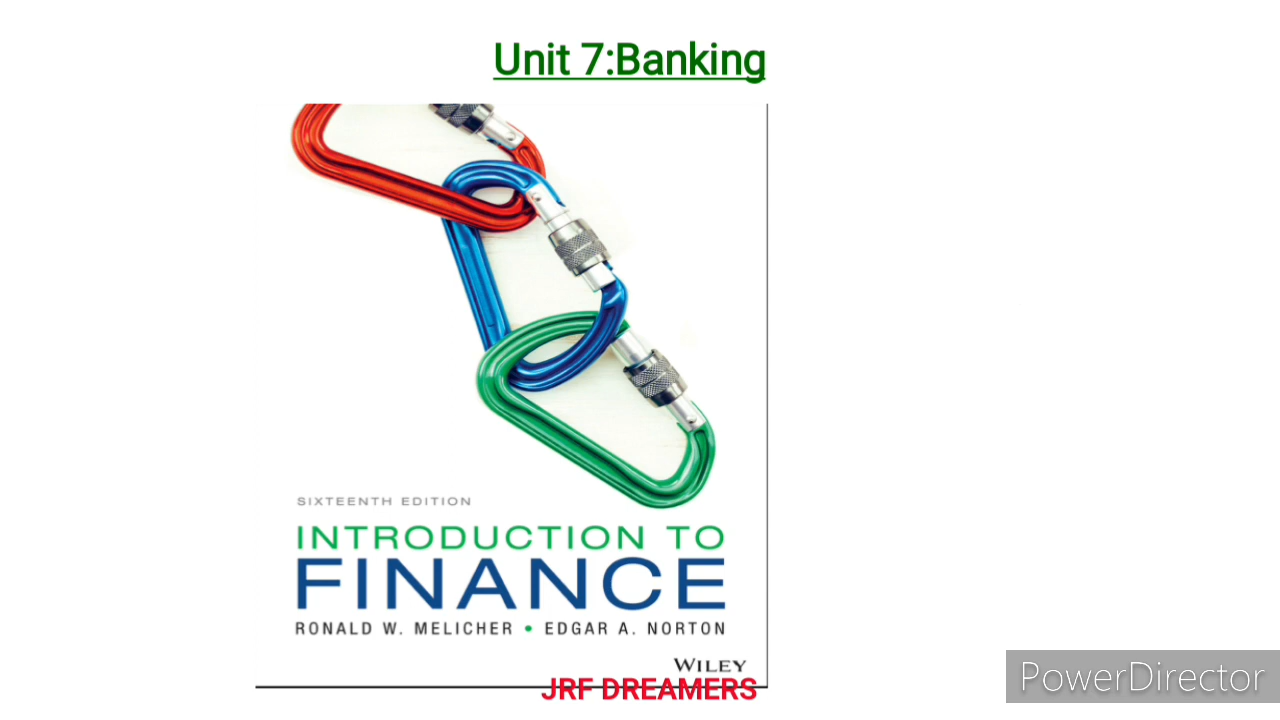 Unit 7:Banking
SIXTEENTH EDITION
INTRODUCTION TO
FINANCE
RONALD W. MELICHER • EDGAR A. NORTON
WILEY
JRF DREAMERS
PowerDirector